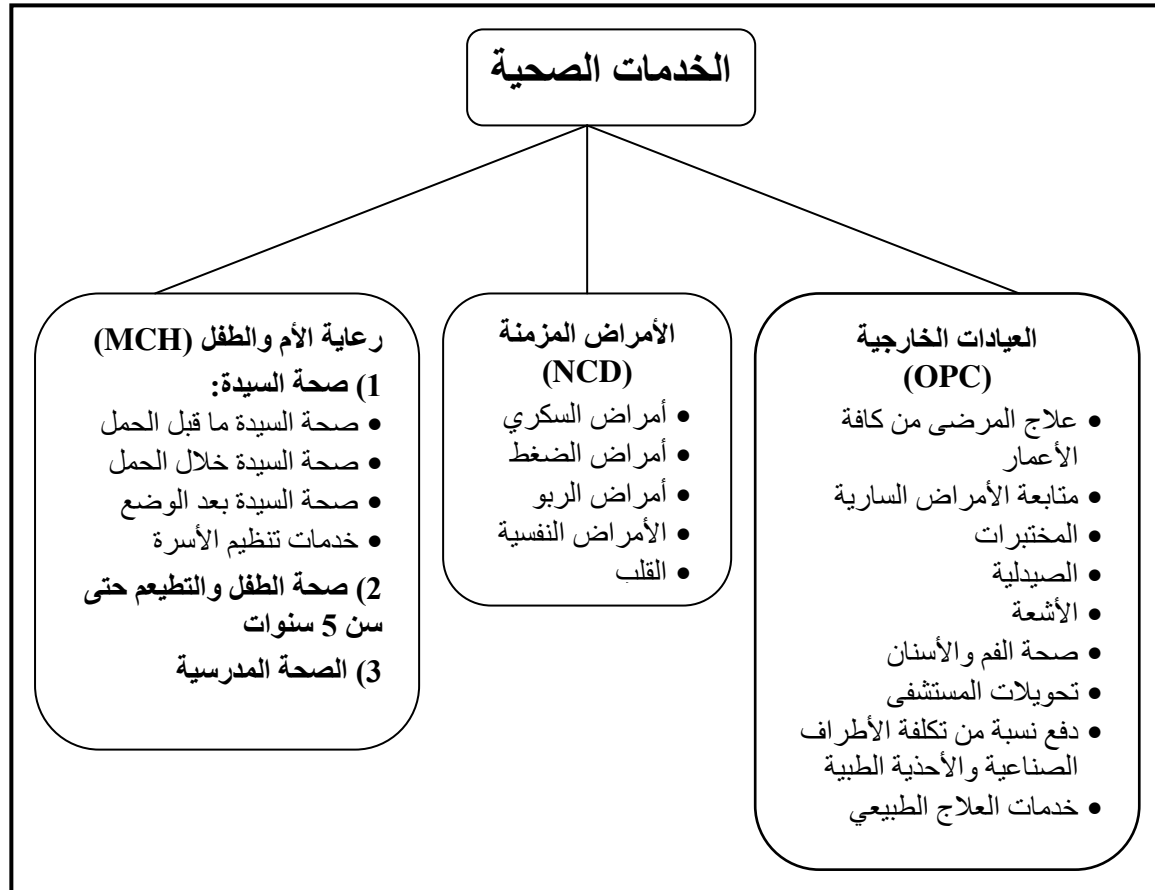 الخدمات الصحية
العيادات الخارجية
(OPC)
• علاج المرضى من كافة
الأعمار
• متابعة الأمراض السارية
• المختبرات
• الصيدلية
• الأشعة
• صحة الفم والأسنان
• تحويلات المستشفى
• دفع نسبة من تكلفة الأطراف
الصناعية والأحذية الطبية
• خدمات العلاج الطبيعي
الأمراض المزمنة
(NCD)
• أمراض السكري
• أمراض الضغط
• أمراض الربو
• الأمراض النفسية
• القلب
رعاية الأم والطفل (MCH)
1) صحة السيدة:
• صحة السيدة ما قبل الحمل
• صحة السيدة خلال الحمل
• صحة السيدة بعد الوضع
• خدمات تنظيم الأسرة
2) صحة الطفل والتطيعم حتى
سن 5 سنوات
3) الصحة المدرسية